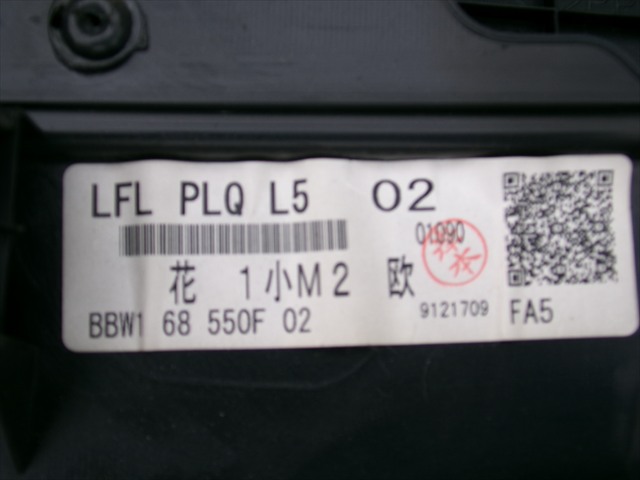 LFL PLQ L5 02
01090
花 1小M2 欧
BBW1 68 550F 02 9121709 FA5